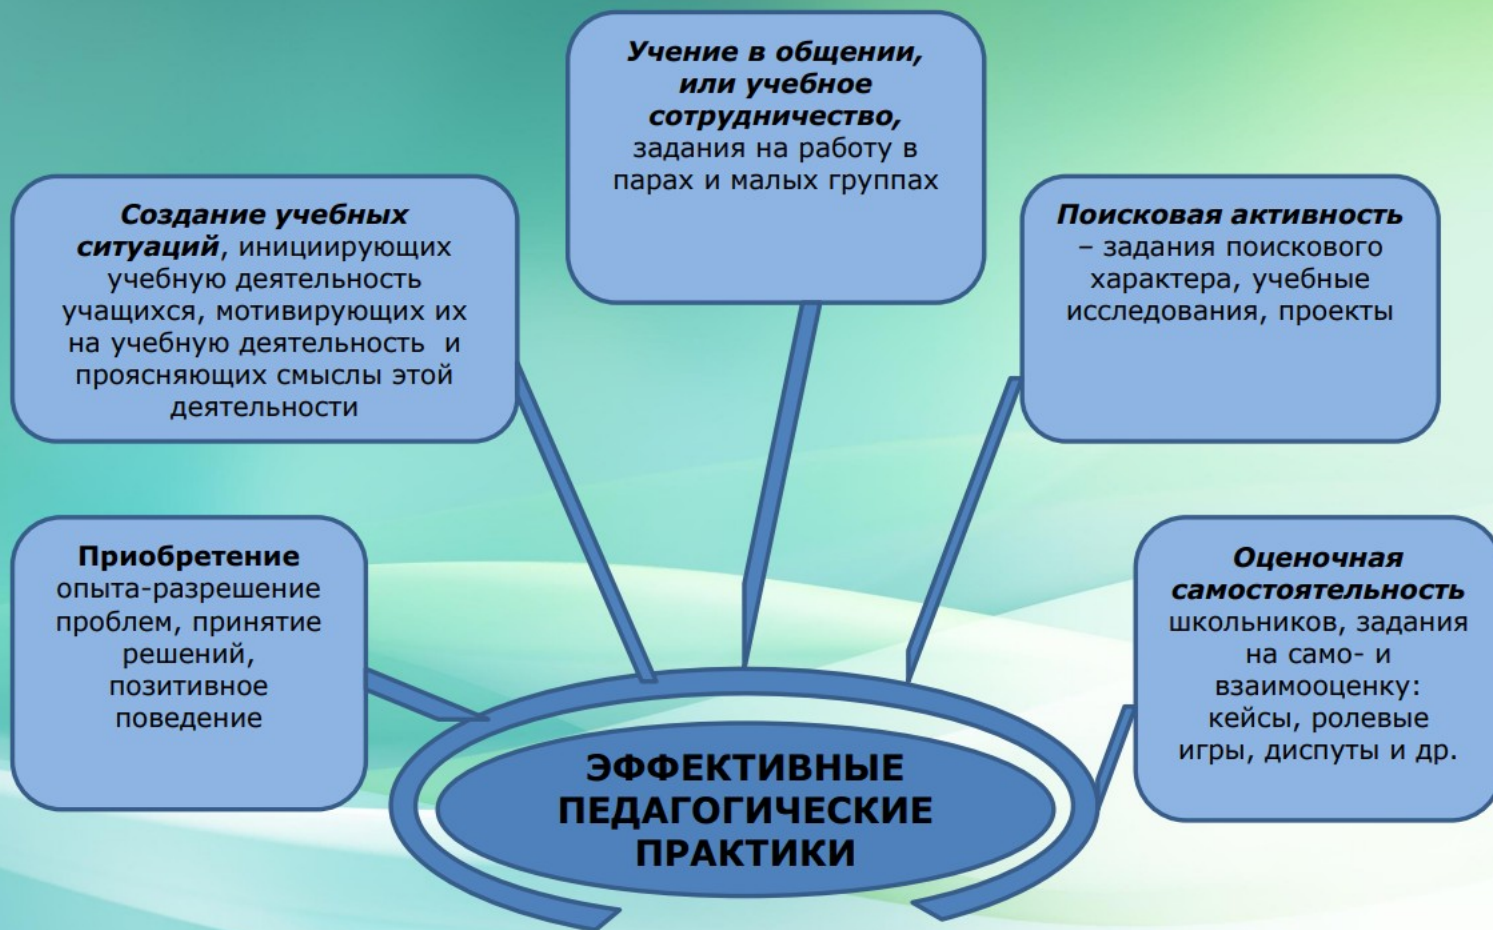 Учение в общении,
или учебное
сотрудничество,
задания на работу в
парах и малых группах
Создание учебных
ситуаций, инициирующих
учебную деятельность
учащихся, мотивирующих их
на учебную деятельность и
проясняющих смыслы этой
деятельности
Поисковая активность
– задания поискового
характера, учебные
исследования, проекты
Приобретение
опыта-разрешение
проблем, принятие
решений,
позитивное
поведение
Оценочная
самостоятельность
школьников, задания
на само- и
взаимооценку:
кейсы, ролевые
игры, диспуты и др.
ЭФФЕКТИВНЫЕ
ПЕДАГОГИЧЕСКИЕ
ПРАКТИКИ